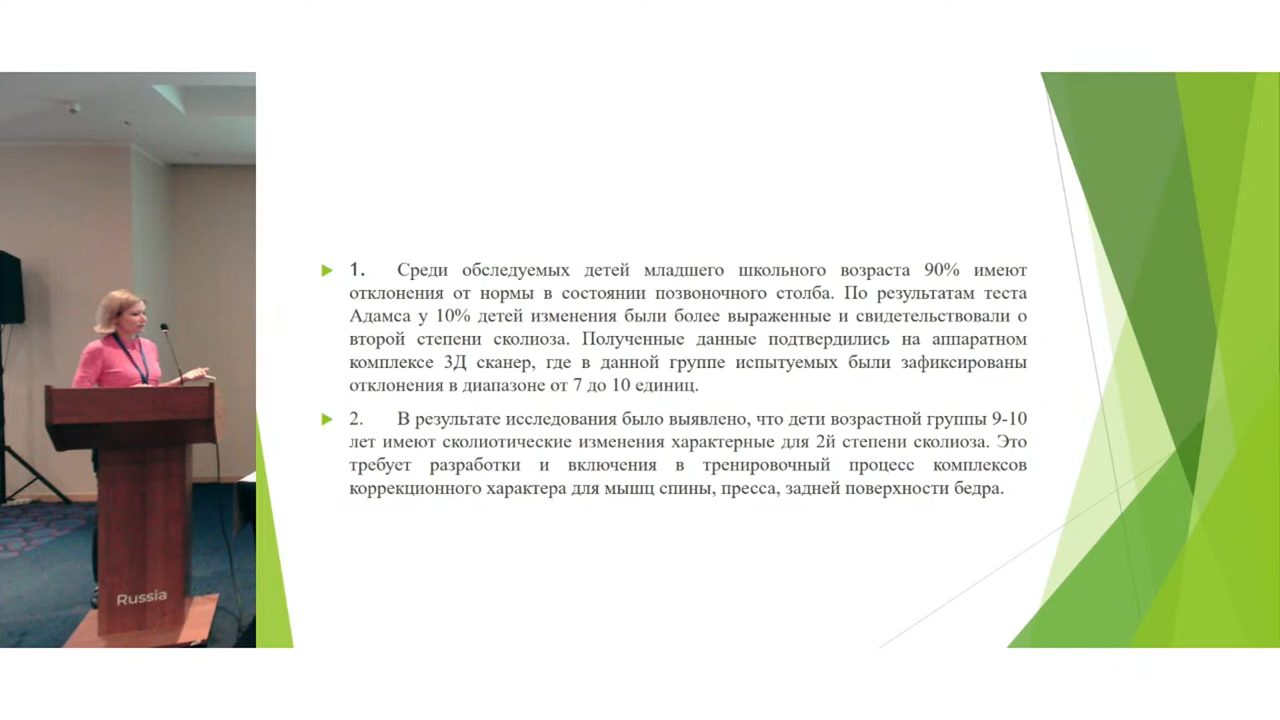 1. Среди обследуемых детей младшего школьного возраста 90% имеют
отклонения от нормы в состоянии позвоночного столба. По результатам теста
Адамса у 10% детей изменения были более выраженные и свидетельствовали о
второй степени сколиоза. Полученные данные подтвердились на аппаратном
комплексе 3Д сканер, где в данной группе испытуемых были зафиксированы
отклонения в диапазоне от 7 до 10 единиц.
2. В результате исследования было выявлено, что дети возрастной группы 9-10
лет имеют сколиотические изменения характерные для 2й степени сколиоза. Это
требует разработки и включения в тренировочный процесс комплексов
коррекционного характера для мышц спины, пресса, задней поверхности бедра.
Russia